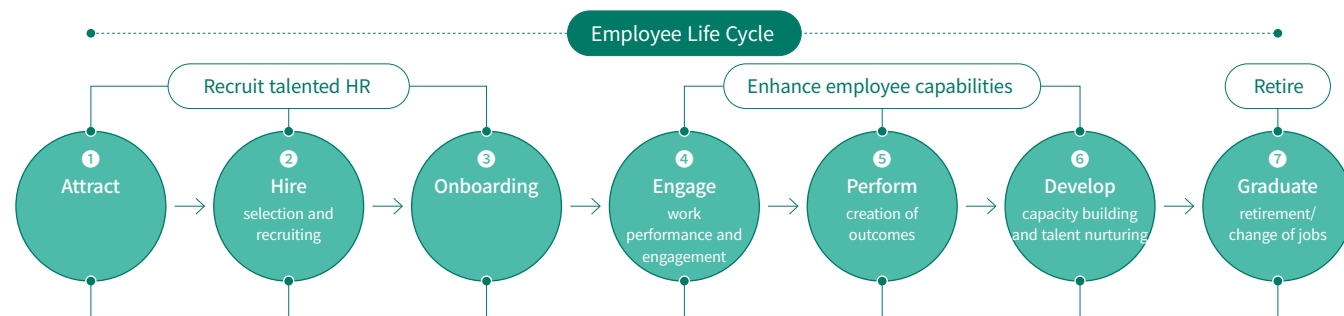 Employee Life Cycle
Recruit talented HR
Enhance employee capabilities
Retire
1
Attract
2
Hire
selection and
recruiting
3
Onboarding
4
Engage
work
performance and
engagement
5
Perform
creation of
outcomes
6
Develop
capacity building
and talent nurturing
7
Graduate
retirement/
change of jobs